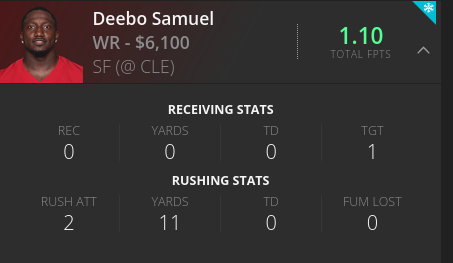 Deebo Samuel
WR - $6,100
SF (@ CLE)
1.10
TOTAL FPTS
RECEIVING STATS
REC YARDS TD TGT
0 0 0 1
RUSHING STATS
RUSH ATT YARDS TD FUM LOST
2 11 0 0